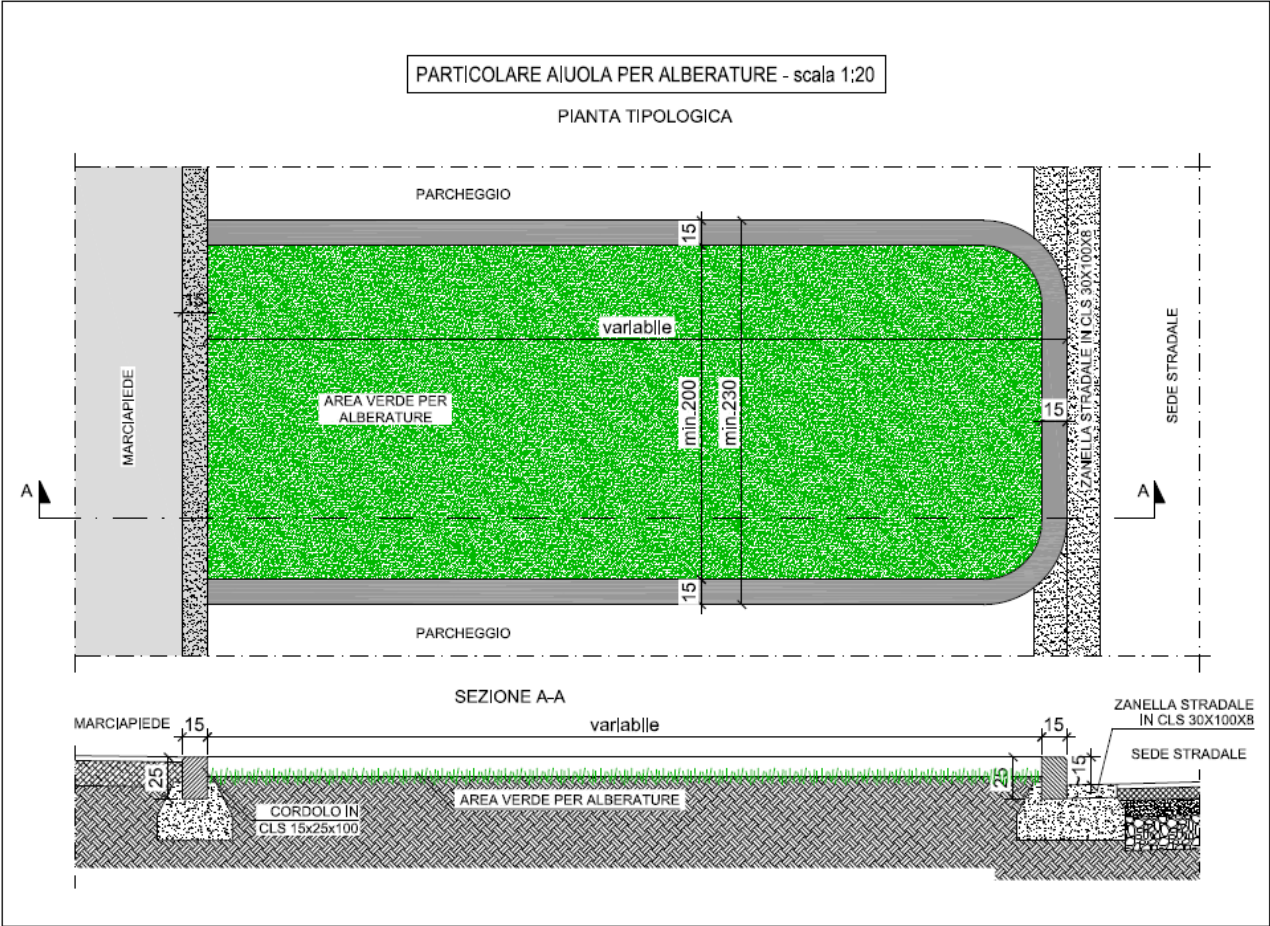 PARTICOLARE AIUOLA PER ALBERATURE - scala 1:20
PIANTA TIPOLOGICA
PARCHEGGIO
15
15
variabile
ZANELLA STRADALE IN CLS 30X100X8
SEDE STRADALE
MARCIAPIEDE
AREA VERDE PER
ALBERATURE
min.200
min.230
15
A
A
15
PARCHEGGIO
SEZIONE A-A
MARCIAPIEDE
15
variabile
15
ZANELLA STRADALE
IN CLS 30X100X8
SEDE STRADALE
25
25
~15
AREA VERDE PER ALBERATURE
CORDOLO IN
CLS 15x25x100